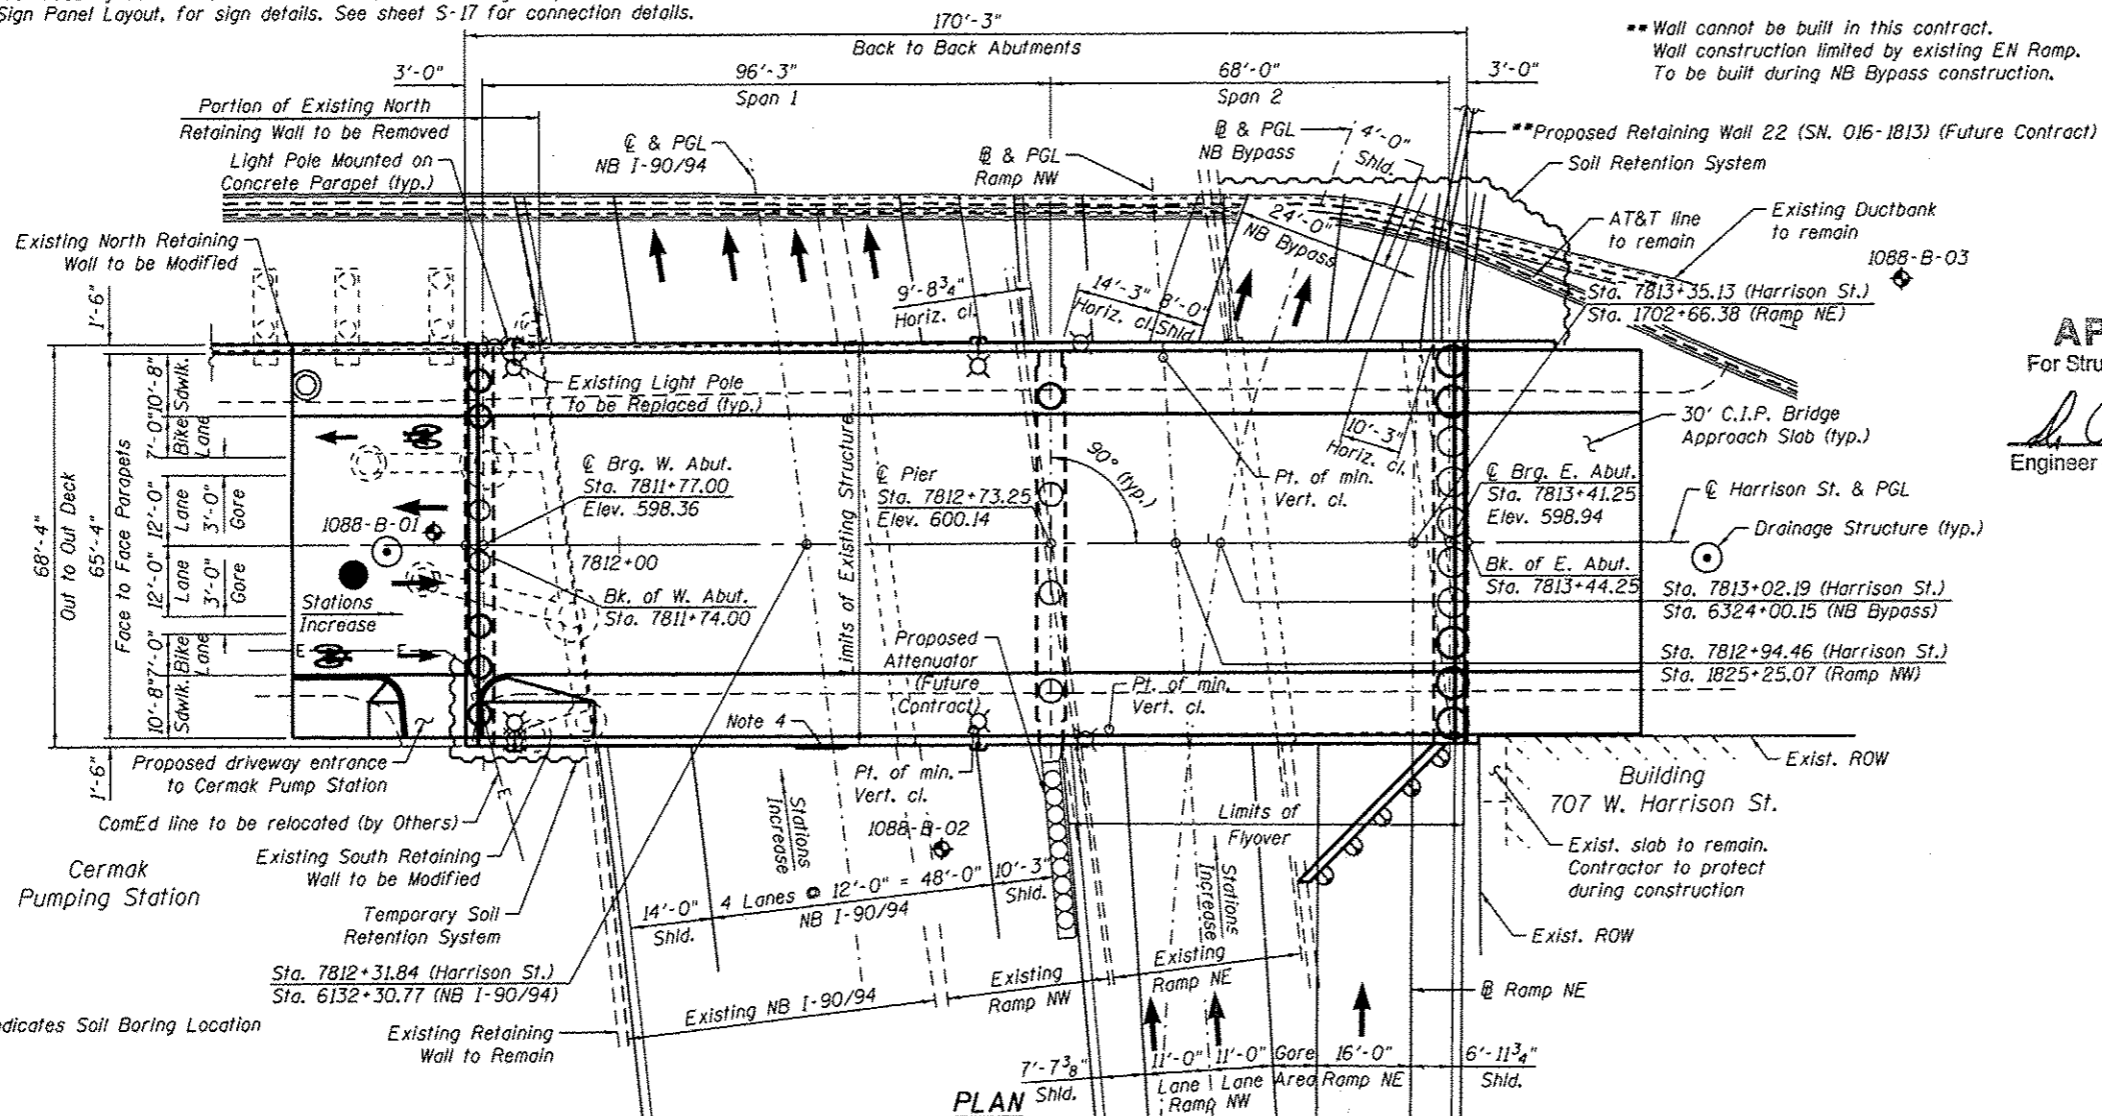 Sign Panel Layout, for sign details. See sheet S-17 for connection details.
170'-3"
Back to Back Abutments
** Wall cannot be built in this contract.
Wall construction limited by existing EN Ramp.
To be built during NB Bypass construction.
3'-0"
96'-3"
Span 1
68'-0"
Span 2
3'-0"
Portion of Existing North
Retaining Wall to be Removed
Light Pole Mounted on
Concrete Parapet (typ.)
℄ & PGL
NB I-90/94
B & PGL
Ramp NW
B & PGL
NB Bypass
4'-0"
Shld.
**Proposed Retaining Wall 22 (SN. 016-1813) (Future Contract)
Soil Retention System
AT&T line
to remain
Existing Ductbank
to remain
1088-B-03
Existing North Retaining
Wall to be Modified
24'-0"
NB Bypass
9'-8¾"
Horiz. cl.
14'-3"
Horiz. cl.
8'-0"
Shld.
Sta. 7813+35.13 (Harrison St.)
Sta. 1702+66.38 (Ramp NE)
1'-6"
68'-4"
Out to Out Deck
65'-4"
Face to Face Parapets
10'-8"
Sdwlk.
7'-0"
Bike
Lane
12'-0"
Lane
3'-0"
Gore
12'-0"
Lane
3'-0"
Gore
7'-0"
Bike
Lane
10'-8"
Sdwlk.
1'-6"
Existing Light Pole
to be Replaced (typ.)
Limits of Existing Structure
10'-3"
Horiz. cl.
30' C.I.P. Bridge
Approach Slab (typ.)
For Stru
Engineer
1088-B-01
℄ Brg. W. Abut.
Sta. 7811+77.00
Elev. 598.36
℄ Pier
Sta. 7812+73.25
Elev. 600.14
90° (typ.)
Pt. of min.
Vert. cl.
℄ Brg. E. Abut.
Sta. 7813+41.25
Elev. 598.94
℄ Harrison St. & PGL
Drainage Structure (typ.)
7812+00
Bk. of W. Abut.
Sta. 7811+74.00
Bk. of E. Abut.
Sta. 7813+44.25
Stations
Increase
E
E
Sta. 7813+02.19 (Harrison St.)
Sta. 6324+00.15 (NB Bypass)
Sta. 7812+94.46 (Harrison St.)
Sta. 1825+25.07 (Ramp NW)
Proposed
Attenuator
(Future
Contract)
Pt. of min.
Vert. cl.
Note 4
Proposed driveway entrance
to Cermak Pump Station
E
Pt. of min.
Vert. cl.
Exist. ROW
Building
707 W. Harrison St.
ComEd line to be relocated (by Others)
Stations
Increase
1088-B-02
Limits of
Flyover
Existing South Retaining
Wall to be Modified
Exist. slab to remain.
Contractor to protect
during construction
Cermak
Pumping Station
Temporary Soil
Retention System
14'-0"
Shld.
4 Lanes @ 12'-0" = 48'-0"
NB I-90/94
10'-3"
Shld.
Stations
Increase
Exist. ROW
Sta. 7812+31.84 (Harrison St.)
Sta. 6132+30.77 (NB I-90/94)
Existing NB I-90/94
Existing
Ramp NW
Existing
Ramp NE
B Ramp NE
dicates Soil Boring Location
Existing Retaining
Wall to Remain
7'-7⅜"
Shld.
11'-0"
Lane
11'-0"
Lane
Ramp NW
Gore
Area
16'-0"
Ramp NE
6'-11¾"
Shld.
PLAN